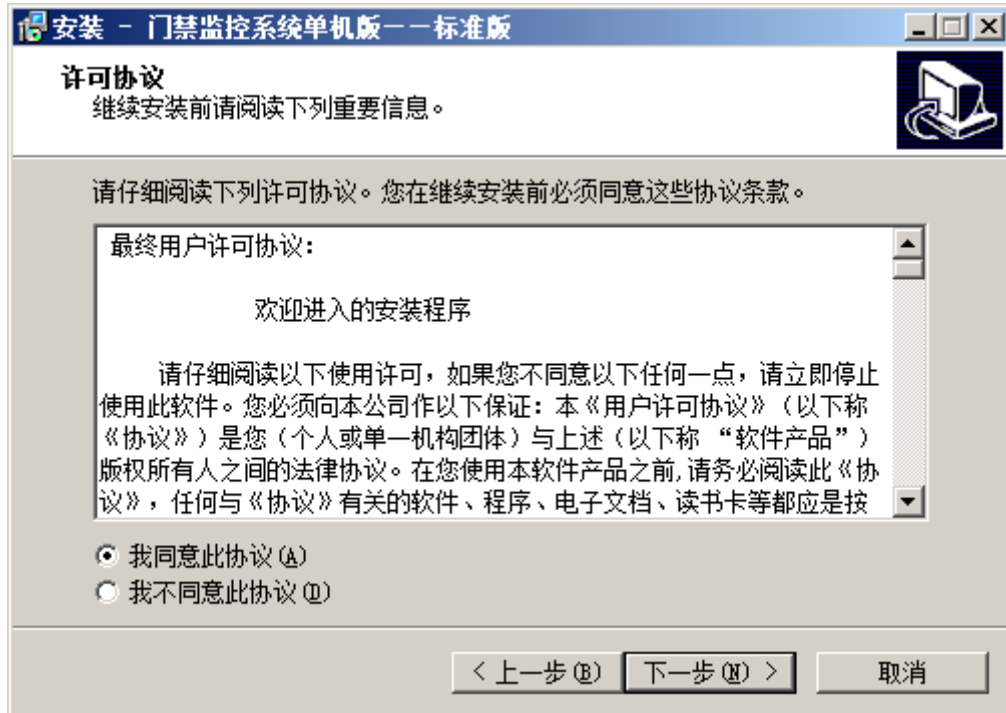 安装 - 门禁监控系统单机版——标准版
许可协议
继续安装前请阅读下列重要信息。
请仔细阅读下列许可协议。您在继续安装前必须同意这些协议条款。
最终用户许可协议：
欢迎进入的安装程序
请仔细阅读以下使用许可，如果您不同意以下任何一点，请立即停止
使用此软件。您必须向本公司作以下保证：本《用户许可协议》（以下称
《协议》）是您（个人或单一机构团体）与上述（以下称 “软件产品”）
版权所有人之间的法律协议。在您使用本软件产品之前,请务必阅读此《协
议》，任何与《协议》有关的软件、程序、电子文档、读书卡等都应是按
我同意此协议(A)
我不同意此协议(D)
< 上一步(B)
下一步(N) >
取消